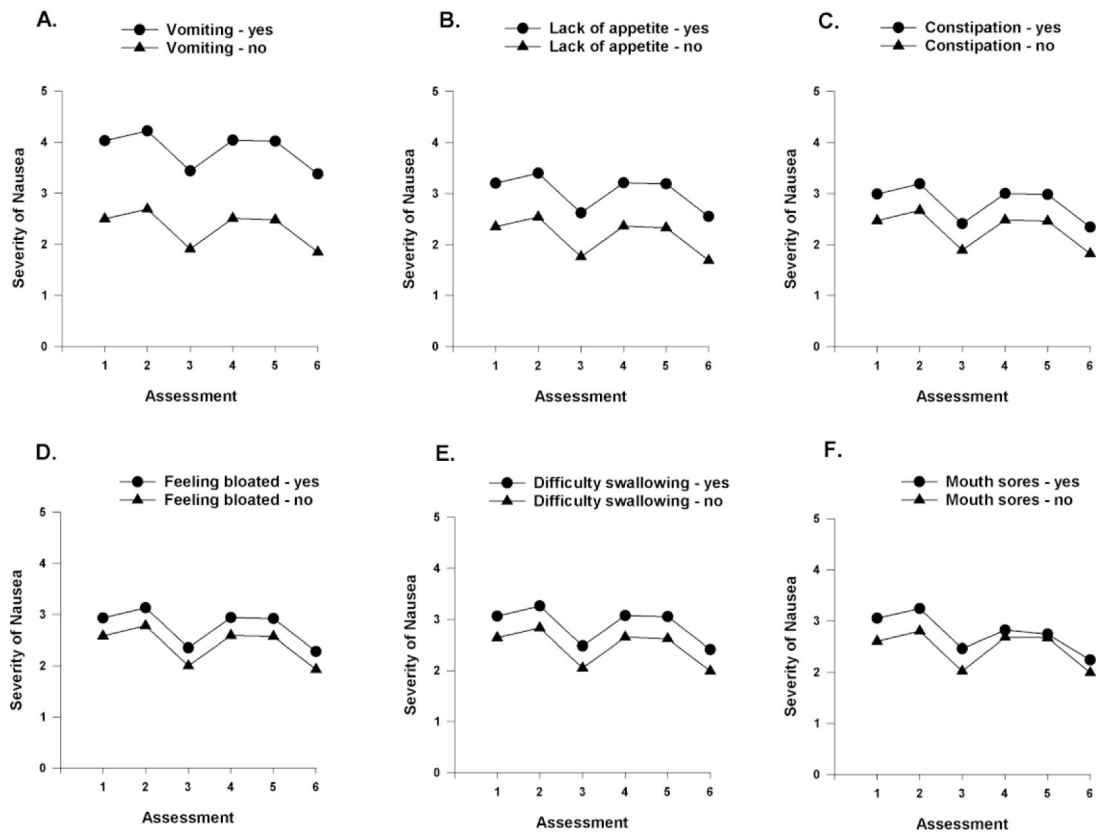 A.
Vomiting - yes
Vomiting - no
Severity of Nausea
5
4
3
2
1
0
1 2 3 4 5 6
Assessment
B.
Lack of appetite - yes
Lack of appetite - no
Severity of Nausea
5
4
3
2
1
0
1 2 3 4 5 6
Assessment
C.
Constipation - yes
Constipation - no
Severity of Nausea
5
4
3
2
1
0
1 2 3 4 5 6
Assessment
D.
Feeling bloated - yes
Feeling bloated - no
Severity of Nausea
5
4
3
2
1
0
1 2 3 4 5 6
Assessment
E.
Difficulty swallowing - yes
Difficulty swallowing - no
Severity of Nausea
5
4
3
2
1
0
1 2 3 4 5 6
Assessment
F.
Mouth sores - yes
Mouth sores - no
Severity of Nausea
5
4
3
2
1
0
1 2 3 4 5 6
Assessment